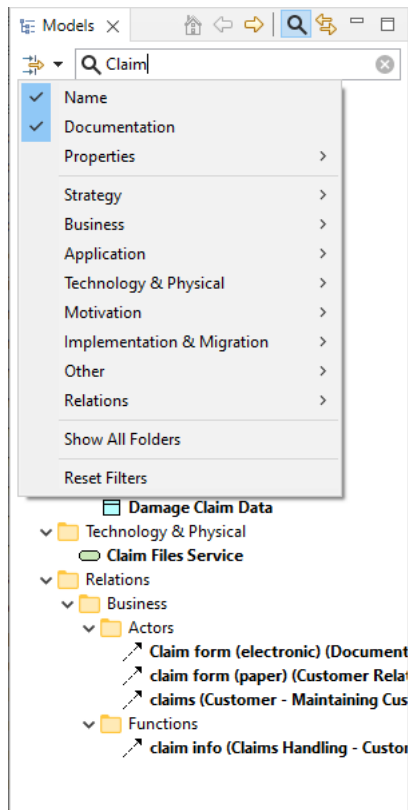 Models
Claim
Name
Documentation
Properties
Strategy
Business
Application
Technology & Physical
Motivation
Implementation & Migration
Other
Relations
Show All Folders
Reset Filters
Damage Claim Data
Technology & Physical
Claim Files Service
Relations
Business
Actors
Claim form (electronic) (Document
claim form (paper) (Customer Relat
claims (Customer - Maintaining Cus
Functions
claim info (Claims Handling - Custor